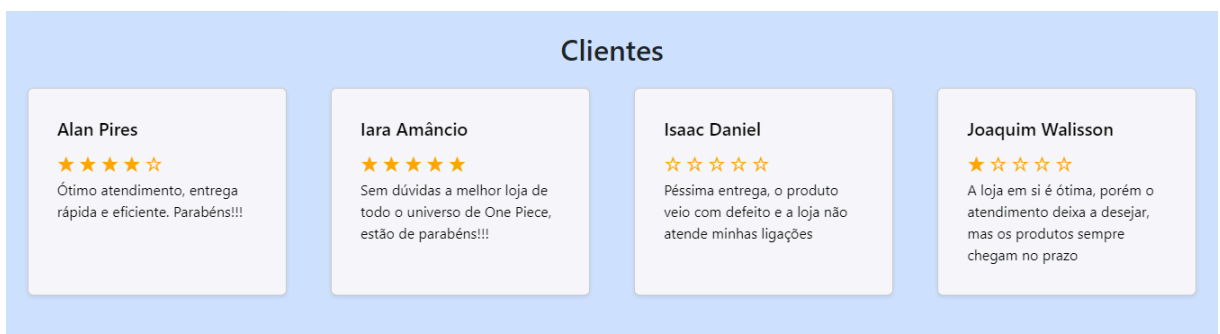 Clientes
Alan Pires
★★★★☆
Ótimo atendimento, entrega
rápida e eficiente. Parabéns!!!
Iara Amâncio
★★★★★
Sem dúvidas a melhor loja de
todo o universo de One Piece,
estão de parabéns!!!
Isaac Daniel
☆☆☆☆☆
Péssima entrega, o produto
veio com defeito e a loja não
atende minhas ligações
Joaquim Walisson
★☆☆☆☆
A loja em si é ótima, porém o
atendimento deixa a desejar,
mas os produtos sempre
chegam no prazo